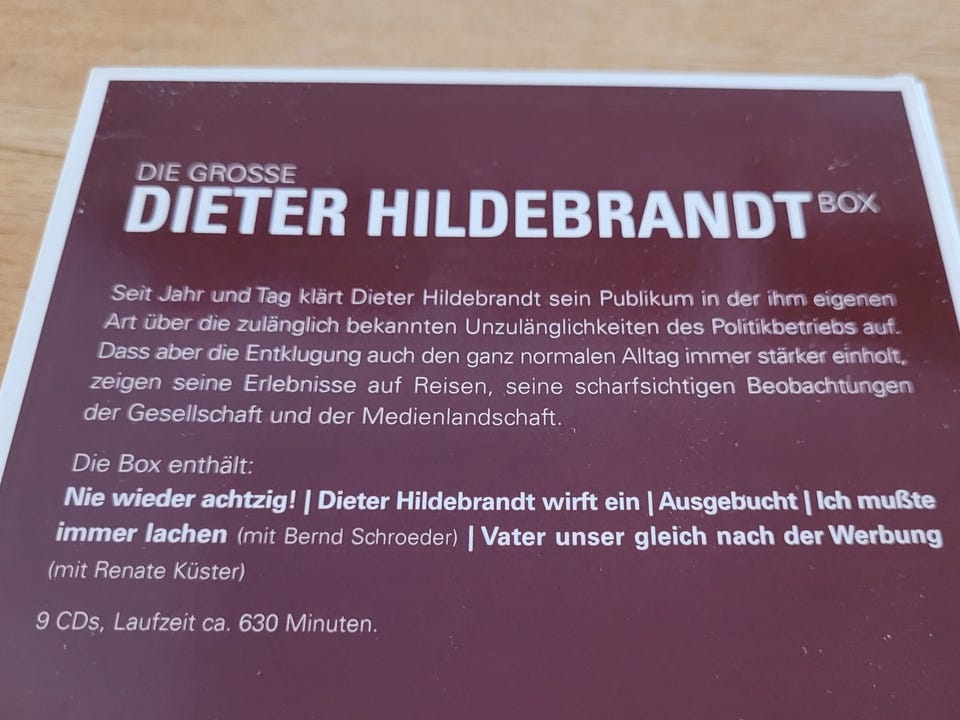 DIE GROSSE
DIETER HILDEBRANDT BOX
Seit Jahr und Tag klärt Dieter Hildebrandt sein Publikum in der ihm eigenen
Art über die zulänglich bekannten Unzulänglichkeiten des Politikbetriebs auf.
Dass aber die Entklugung auch den ganz normalen Alltag immer stärker einholt,
zeigen seine Erlebnisse auf Reisen, seine scharfsichtigen Beobachtungen
der Gesellschaft und der Medienlandschaft.
Die Box enthält:
Nie wieder achtzig! | Dieter Hildebrandt wirft ein | Ausgebucht | Ich mußte
immer lachen (mit Bernd Schroeder) | Vater unser gleich nach der Werbung
(mit Renate Küster)
9 CDs, Laufzeit ca. 630 Minuten.